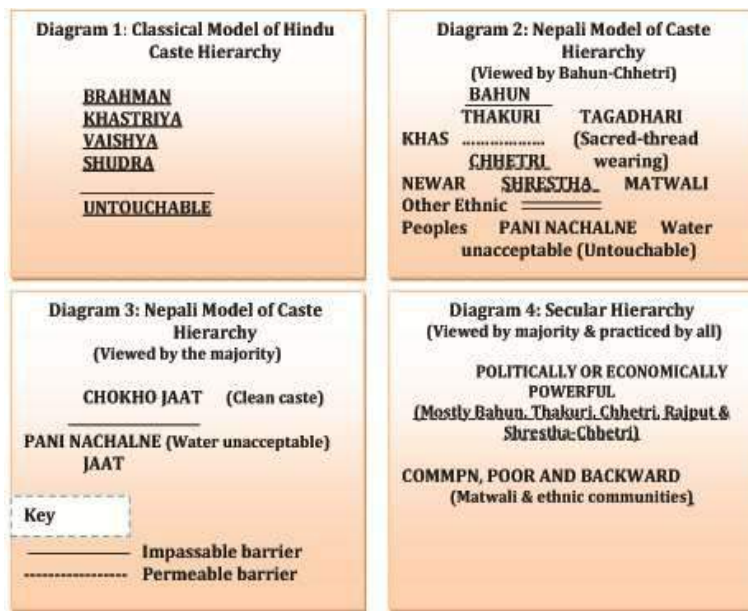 Diagram 1: Classical Model of Hindu
Caste Hierarchy
BRAHMAN
KHASTRIYA
VAISHYA
SHUDRA
UNTOUCHABLE
Diagram 2: Nepali Model of Caste
Hierarchy
(Viewed by Bahun-Chhetri)
BAHUN
THAKURI TAGADHARI
KHAS ................... (Sacred-thread
CHHETRI wearing)
NEWAR SHRESTHA MATWALI
Other Ethnic
Peoples PANI NACHALNE Water
unacceptable (Untouchable)
Diagram 3: Nepali Model of Caste
Hierarchy
(Viewed by the majority)
CHOKHO JAAT (Clean caste)
PANI NACHALNE (Water unacceptable)
JAAT
Key
Impassable barrier
Permeable barrier
Diagram 4: Secular Hierarchy
(Viewed by majority & practiced by all)
POLITICALLY OR ECONOMICALLY
POWERFUL
(Mostly Bahun, Thakuri, Chhetri, Rajput &
Shrestha-Chhetri)
COMMPN, POOR AND BACKWARD
(Matwali & ethnic communities)